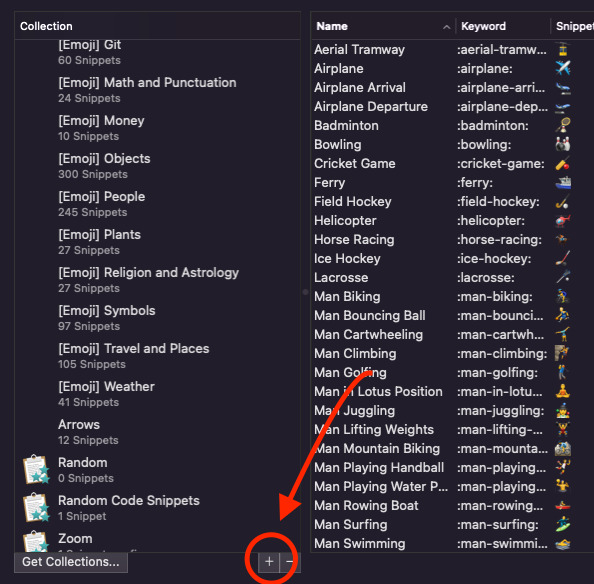 Collection
[Emoji] Git
60 Snippets
[Emoji] Math and Punctuation
24 Snippets
[Emoji] Money
10 Snippets
[Emoji] Objects
300 Snippets
[Emoji] People
245 Snippets
[Emoji] Plants
27 Snippets
[Emoji] Religion and Astrology
27 Snippets
[Emoji] Symbols
97 Snippets
[Emoji] Travel and Places
105 Snippets
[Emoji] Weather
41 Snippets
Arrows
12 Snippets
Random
0 Snippets
Random Code Snippets
1 Snippet
Zoom
Get Collections...
+ −
Name Keyword Snippet
Aerial Tramway :aerial-tramw...
Airplane :airplane:
Airplane Arrival :airplane-arri...
Airplane Departure :airplane-dep...
Badminton :badminton:
Bowling :bowling:
Cricket Game :cricket-game:
Ferry :ferry:
Field Hockey :field-hockey:
Helicopter :helicopter:
Horse Racing :horse-racing:
Ice Hockey :ice-hockey:
Lacrosse :lacrosse:
Man Biking :man-biking:
Man Bouncing Ball :man-bounci...
Man Cartwheeling :man-cartwh...
Man Climbing :man-climbing:
Man Golfing :man-golfing:
Man in Lotus Position :man-in-lotu...
Man Juggling :man-juggling:
Man Lifting Weights :man-lifting-...
Man Mountain Biking :man-mounta...
Man Playing Handball :man-playing...
Man Playing Water P... :man-playing...
Man Rowing Boat :man-rowing...
Man Surfing :man-surfing:
Man Swimming :man-swimmi...